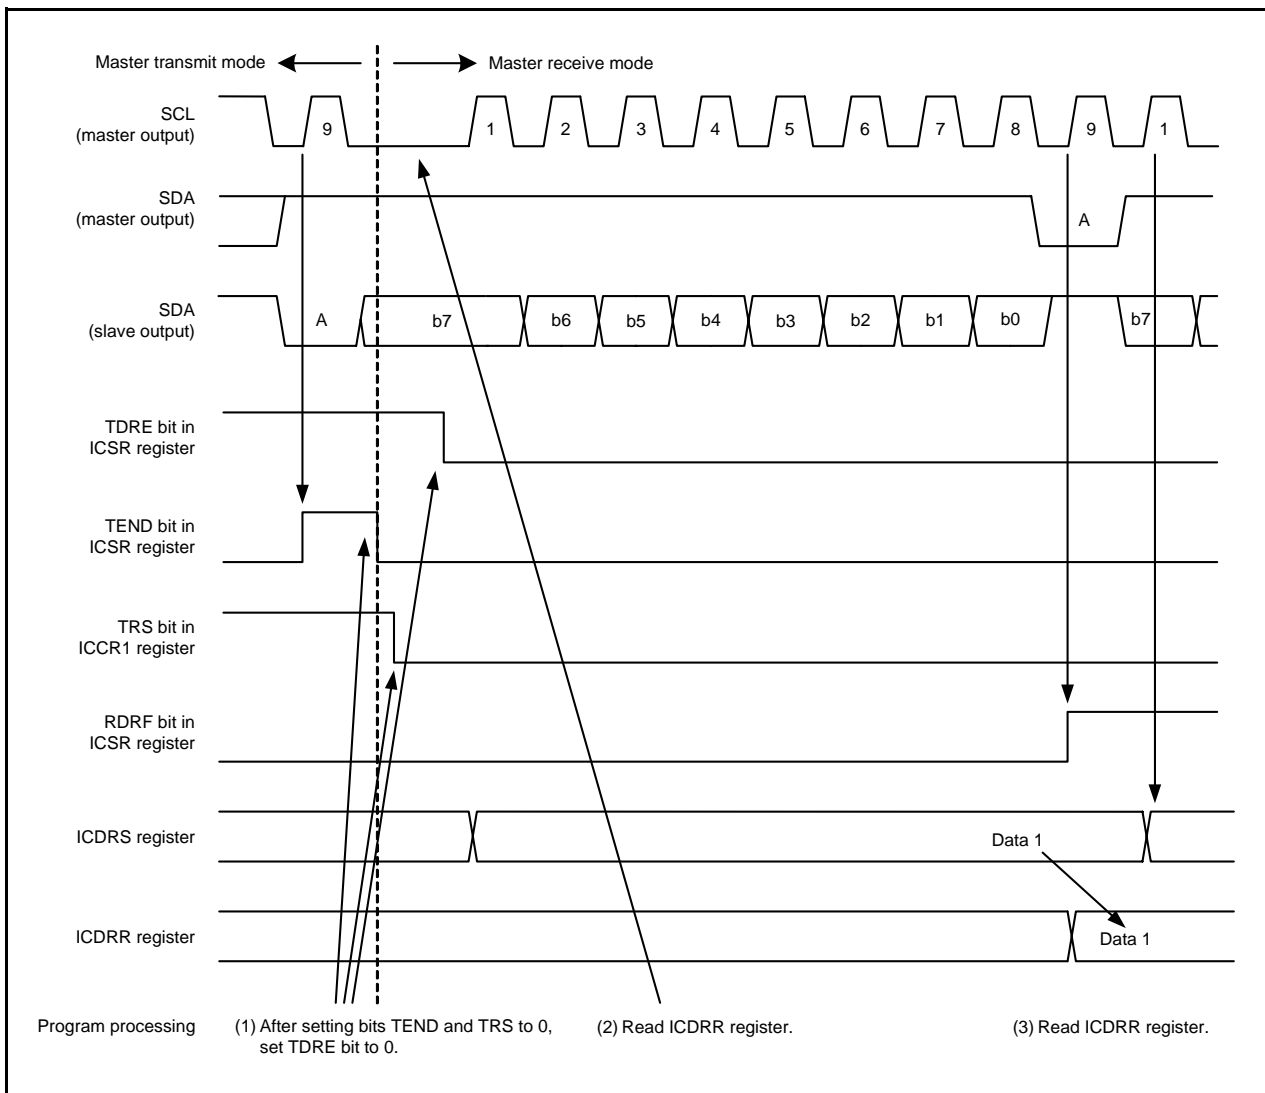 Master transmit mode
Master receive mode
SCL
(master output)
9
1
2
3
4
5
6
7
8
9
1
SDA
(master output)
A
SDA
(slave output)
A
b7
b6
b5
b4
b3
b2
b1
b0
b7
TDRE bit in
ICSR register
TEND bit in
ICSR register
TRS bit in
ICCR1 register
RDRF bit in
ICSR register
ICDRS register
Data 1
ICDRR register
Data 1
Program processing
(1) After setting bits TEND and TRS to 0,
set TDRE bit to 0.
(2) Read ICDRR register.
(3) Read ICDRR register.